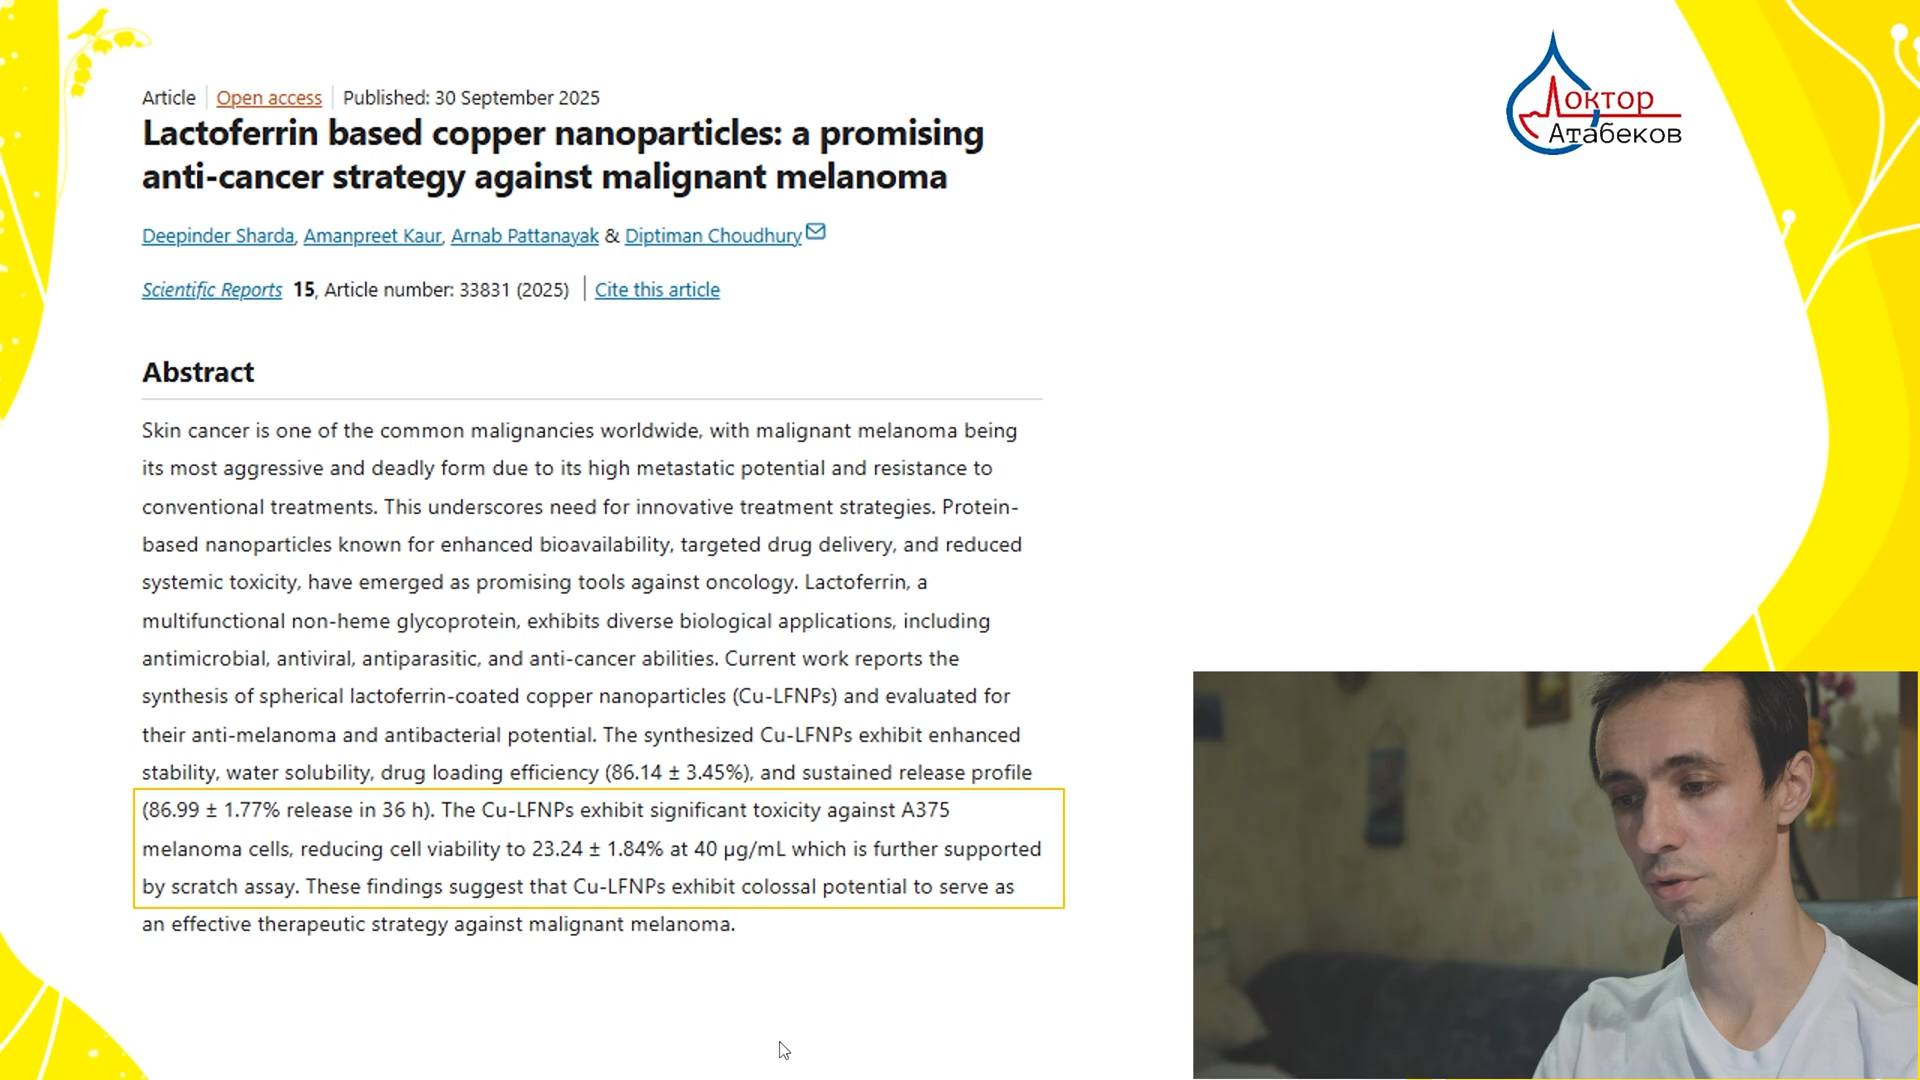 Article Open access Published: 30 September 2025
Lactoferrin based copper nanoparticles: a promising
anti-cancer strategy against malignant melanoma
Deepinder Sharda, Amanpreet Kaur, Arnab Pattanayak & Diptiman Choudhury
Scientific Reports 15, Article number: 33831 (2025) Cite this article
Abstract
Skin cancer is one of the common malignancies worldwide, with malignant melanoma being
its most aggressive and deadly form due to its high metastatic potential and resistance to
conventional treatments. This underscores need for innovative treatment strategies. Protein-
based nanoparticles known for enhanced bioavailability, targeted drug delivery, and reduced
systemic toxicity, have emerged as promising tools against oncology. Lactoferrin, a
multifunctional non-heme glycoprotein, exhibits diverse biological applications, including
antimicrobial, antiviral, antiparasitic, and anti-cancer abilities. Current work reports the
synthesis of spherical lactoferrin-coated copper nanoparticles (Cu-LFNPs) and evaluated for
their anti-melanoma and antibacterial potential. The synthesized Cu-LFNPs exhibit enhanced
stability, water solubility, drug loading efficiency (86.14 ± 3.45%), and sustained release profile
(86.99 ± 1.77% release in 36 h). The Cu-LFNPs exhibit significant toxicity against A375
melanoma cells, reducing cell viability to 23.24 ± 1.84% at 40 µg/mL which is further supported
by scratch assay. These findings suggest that Cu-LFNPs exhibit colossal potential to serve as
an effective therapeutic strategy against malignant melanoma.
Доктор
Атабеков